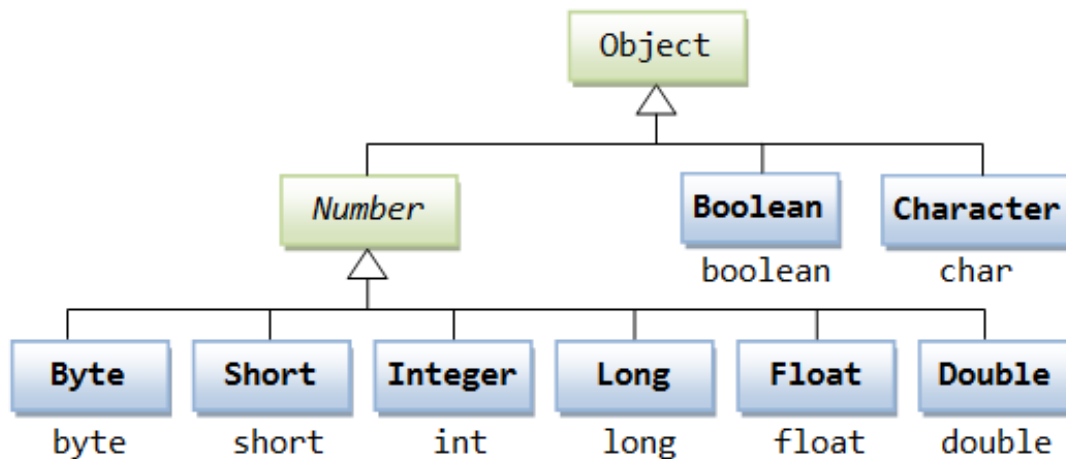 Object
Number Boolean Character
boolean char
Byte Short Integer Long Float Double
byte short int long float double